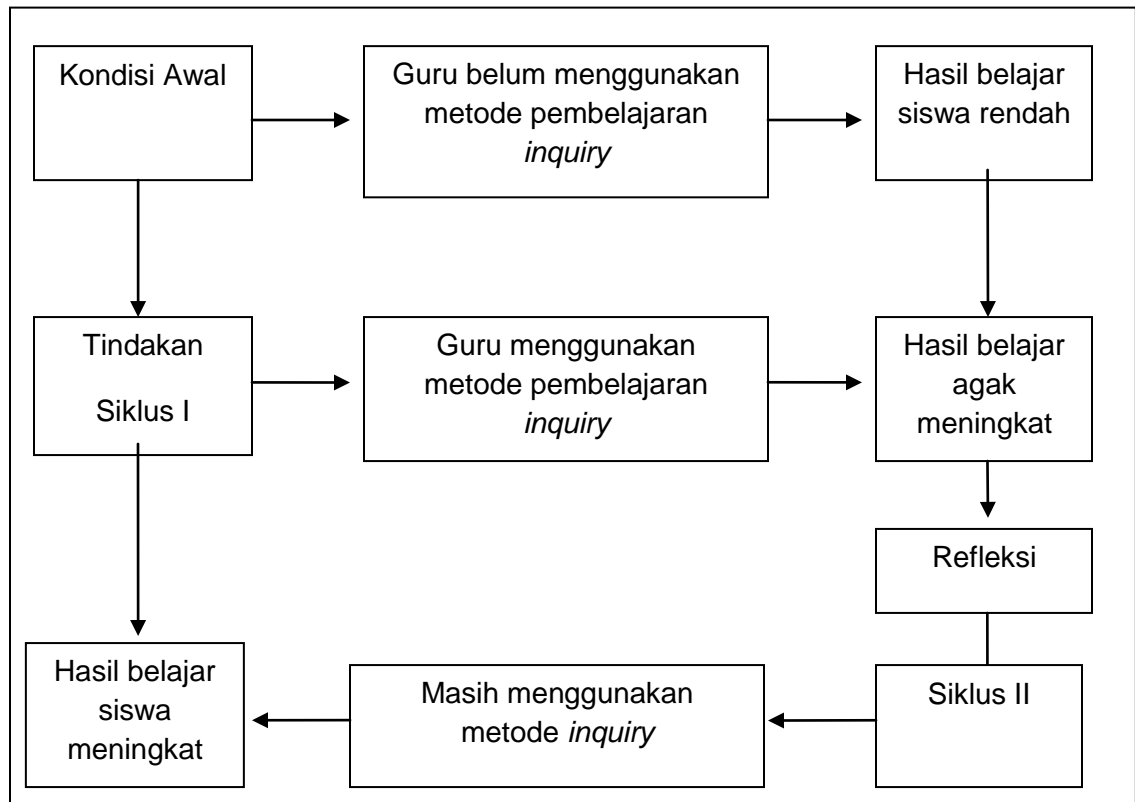 Kondisi Awal
Guru belum menggunakan
metode pembelajaran
inquiry
Hasil belajar
siswa rendah
Tindakan
Siklus I
Guru menggunakan
metode pembelajaran
inquiry
Hasil belajar
agak
meningkat
Refleksi
Hasil belajar
siswa
meningkat
Masih menggunakan
metode inquiry
Siklus II